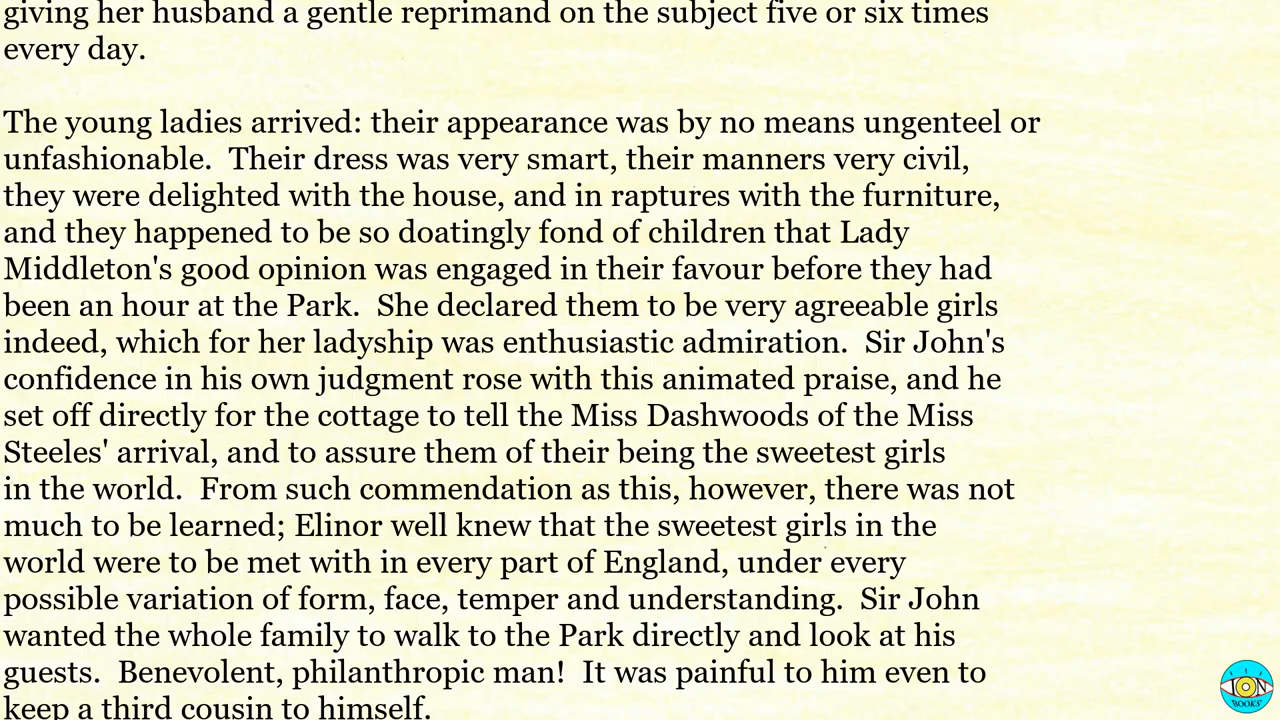 giving her husband a gentle reprimand on the subject five or six times
every day.
The young ladies arrived: their appearance was by no means ungenteel or
unfashionable.  Their dress was very smart, their manners very civil,
they were delighted with the house, and in raptures with the furniture,
and they happened to be so doatingly fond of children that Lady
Middleton's good opinion was engaged in their favour before they had
been an hour at the Park.  She declared them to be very agreeable girls
indeed, which for her ladyship was enthusiastic admiration.  Sir John's
confidence in his own judgment rose with this animated praise, and he
set off directly for the cottage to tell the Miss Dashwoods of the Miss
Steeles' arrival, and to assure them of their being the sweetest girls
in the world.  From such commendation as this, however, there was not
much to be learned; Elinor well knew that the sweetest girls in the
world were to be met with in every part of England, under every
possible variation of form, face, temper and understanding.  Sir John
wanted the whole family to walk to the Park directly and look at his
guests.  Benevolent, philanthropic man!  It was painful to him even to
keep a third cousin to himself.
ION
BOOKS